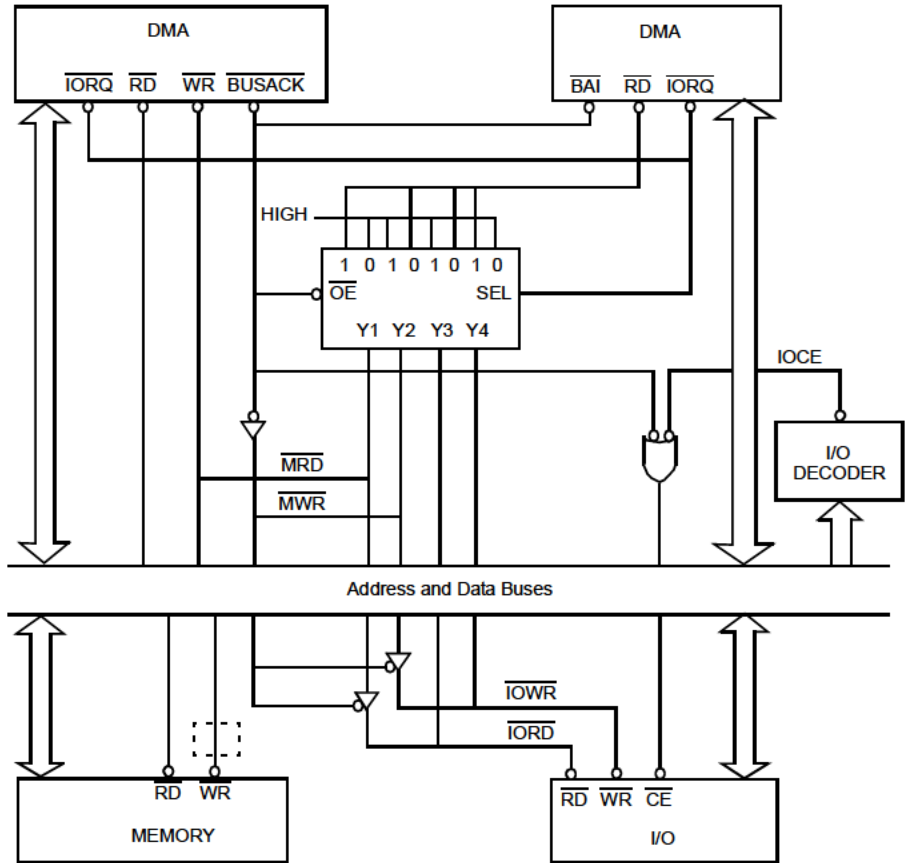 DMA
DMA
IORQ RD WR BUSACK
BAI RD IORQ
HIGH
1 0 1 0 1 0 1 0
OE SEL
Y1 Y2 Y3 Y4
IOCE
I/O
DECODER
MRD
MWR
Address and Data Buses
IOWR
IORD
RD WR
MEMORY
RD WR CE
I/O